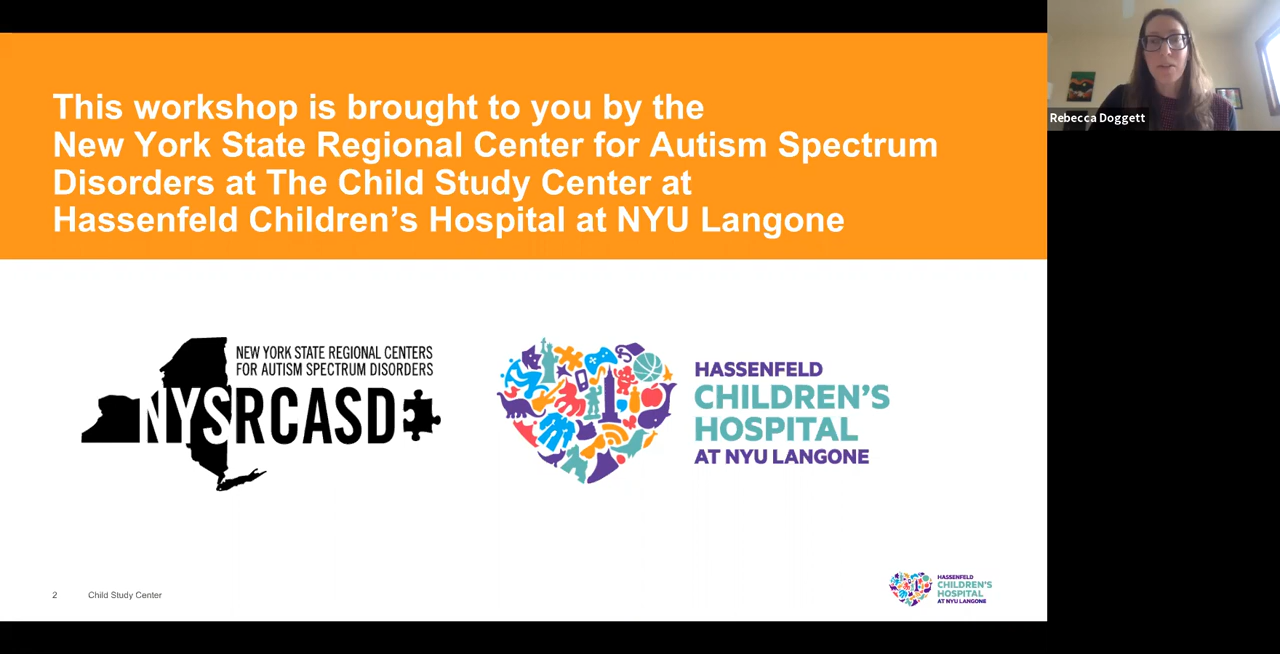 This workshop is brought to you by the
New York State Regional Center for Autism Spectrum
Disorders at The Child Study Center at
Hassenfeld Children’s Hospital at NYU Langone
Rebecca Doggett
NEW YORK STATE REGIONAL CENTERS
FOR AUTISM SPECTRUM DISORDERS
NYSRCASD
HASSENFELD
CHILDREN’S
HOSPITAL
AT NYU LANGONE
2 Child Study Center
HASSENFELD
CHILDREN’S
HOSPITAL
AT NYU LANGONE